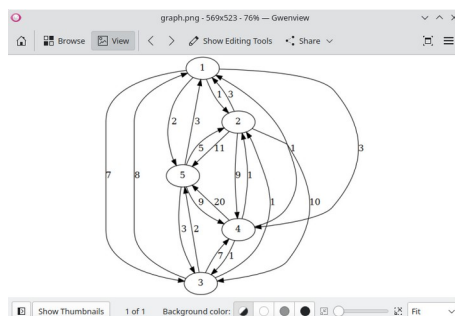 graph.png - 569x523 - 76% — Gwenview
Browse View Show Editing Tools Share
1
1 3
2
2 3 5 11 1 3
7 8 5 9 1
9 20 1 10
4
3 2 7 1
3
Show Thumbnails 1 of 1 Background color: Fit